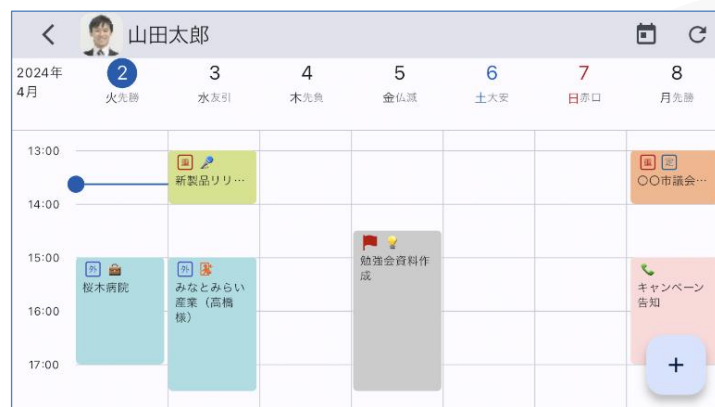 山田太郎
2024年
4月
2
火先勝
3
水友引
4
木先負
5
金仏滅
6
土大安
7
日赤口
8
月先勝
13:00
重
新製品リリ…
重
〇〇市議会…
14:00
15:00
外
桜木病院
外
みなとみらい
産業（高橋
様）
勉強会資料作
成
キャンペーン
告知
16:00
17:00
+